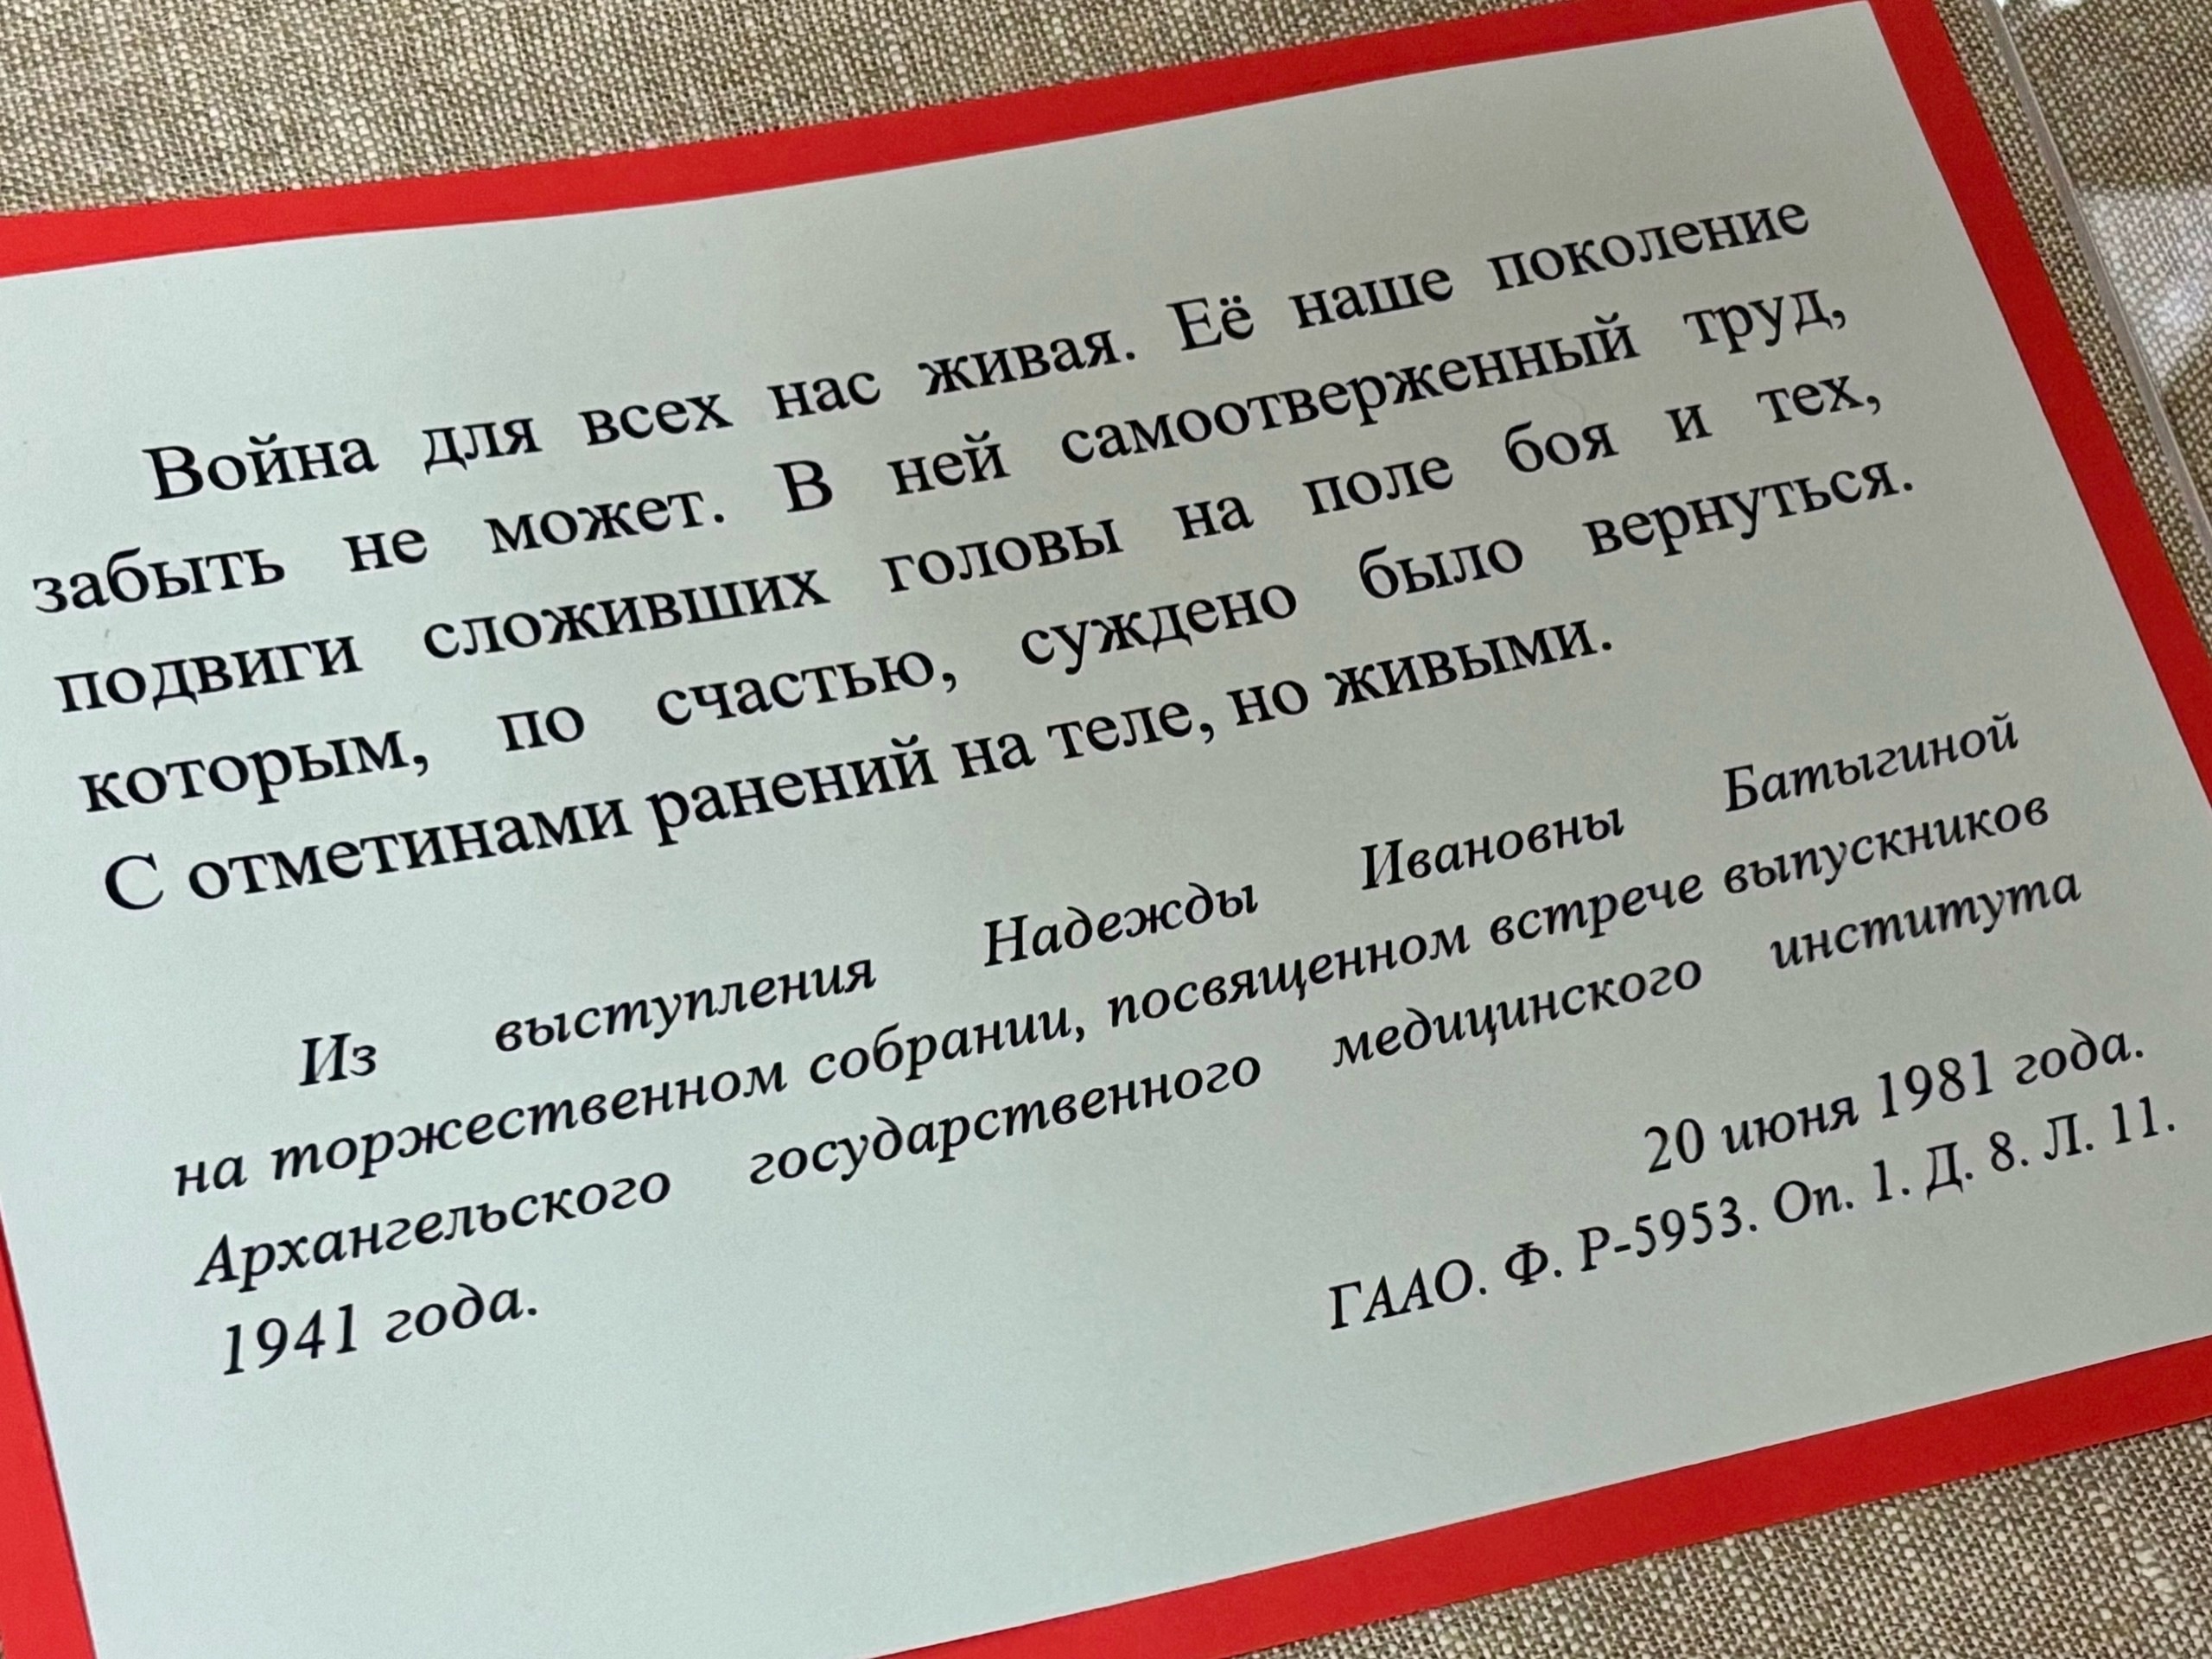 Война для всех нас живая. Её наше поколение
забыть не может. В ней самоотверженный труд,
подвиги сложивших головы на поле боя и тех,
которым, по счастью, суждено было вернуться.
С отметинами ранений на теле, но живыми.
Из выступления Надежды Ивановны Батыгиной
на торжественном собрании, посвященном встрече выпускников
Архангельского государственного медицинского института
1941 года.
20 июня 1981 года.
ГААО. Ф. Р-5953. Оп. 1. Д. 8. Л. 11.